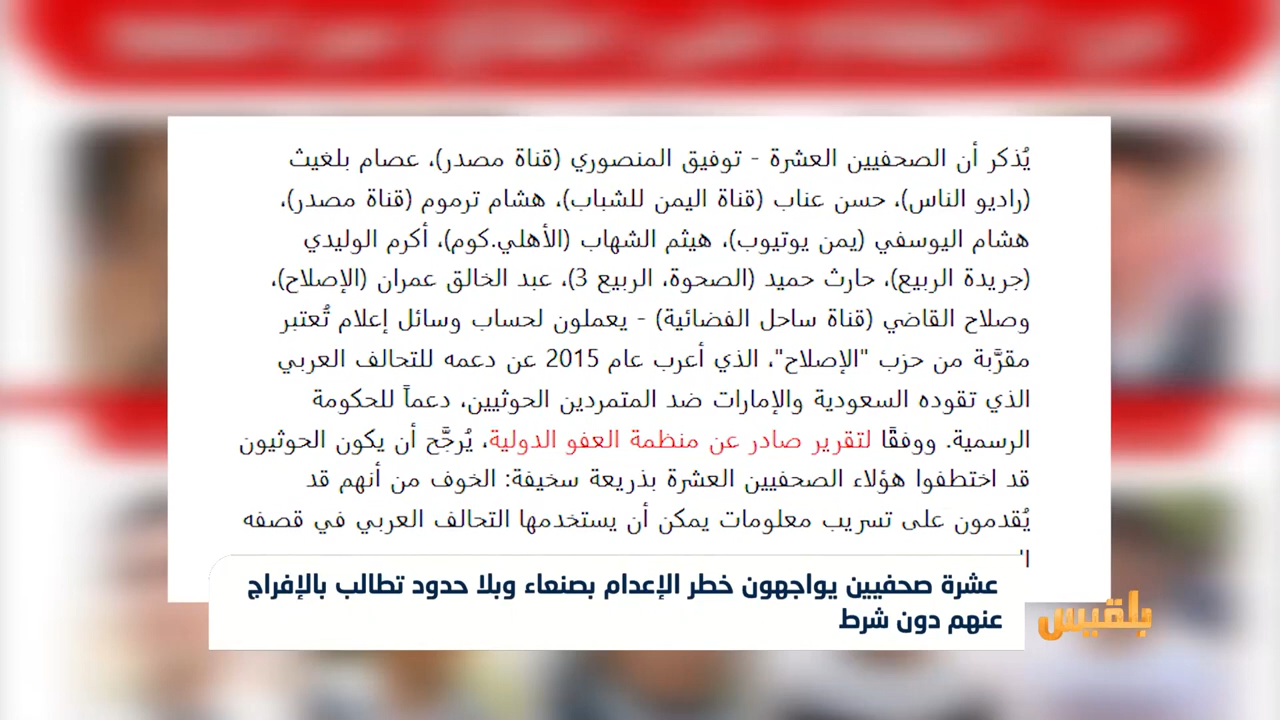 يُذكر أن الصحفيين العشرة - توفيق المنصوري (قناة مصدر)، عصام بلغيث
(راديو الناس)، حسن عناب (قناة اليمن للشباب)، هشام ترموم (قناة مصدر)،
هشام اليوسفي (يمن يوتيوب)، هيثم الشهاب (الأهلي.كوم)، أكرم الوليدي
(جريدة الربيع)، حارث حميد (الصحوة، الربيع 3)، عبد الخالق عمران (الإصلاح)،
وصلاح القاضي (قناة ساحل الفضائية) - يعملون لحساب وسائل إعلام تُعتبر
مقرَّبة من حزب "الإصلاح"، الذي أعرب عام 2015 عن دعمه للتحالف العربي
الذي تقوده السعودية والإمارات ضد المتمردين الحوثيين، دعماً للحكومة
الرسمية. ووفقًا لتقرير صادر عن منظمة العفو الدولية، يُرجَّح أن يكون الحوثيون
قد اختطفوا هؤلاء الصحفيين العشرة بذريعة سخيفة: الخوف من أنهم قد
يُقدمون على تسريب معلومات يمكن أن يستخدمها التحالف العربي في قصفه
عشرة صحفيين يواجهون خطر الإعدام بصنعاء وبلا حدود تطالب بالإفراج
عنهم دون شرط
بلقيس